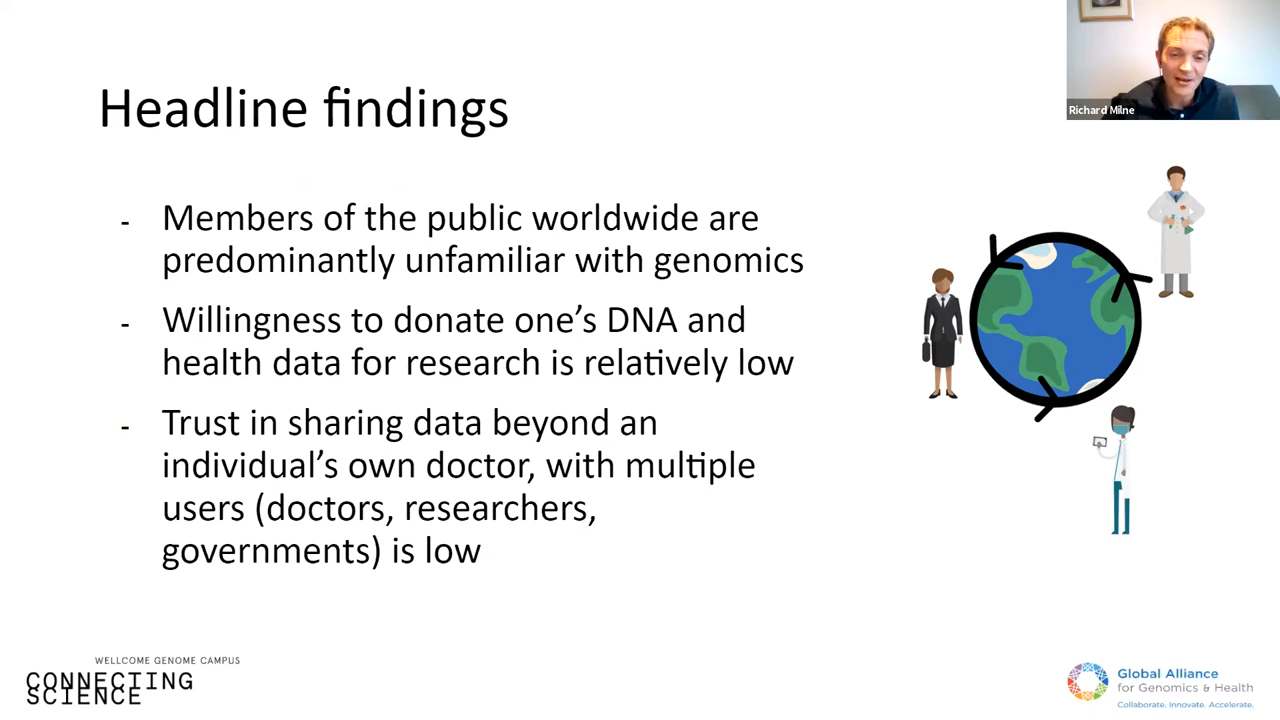 Headline findings
Richard Milne
- Members of the public worldwide are
predominantly unfamiliar with genomics
- Willingness to donate one's DNA and
health data for research is relatively low
- Trust in sharing data beyond an
individual's own doctor, with multiple
users (doctors, researchers,
governments) is low
WELLCOME GENOME CAMPUS
CONNECTING
SCIENCE
Global Alliance
for Genomics & Health
Collaborate. Innovate. Accelerate.